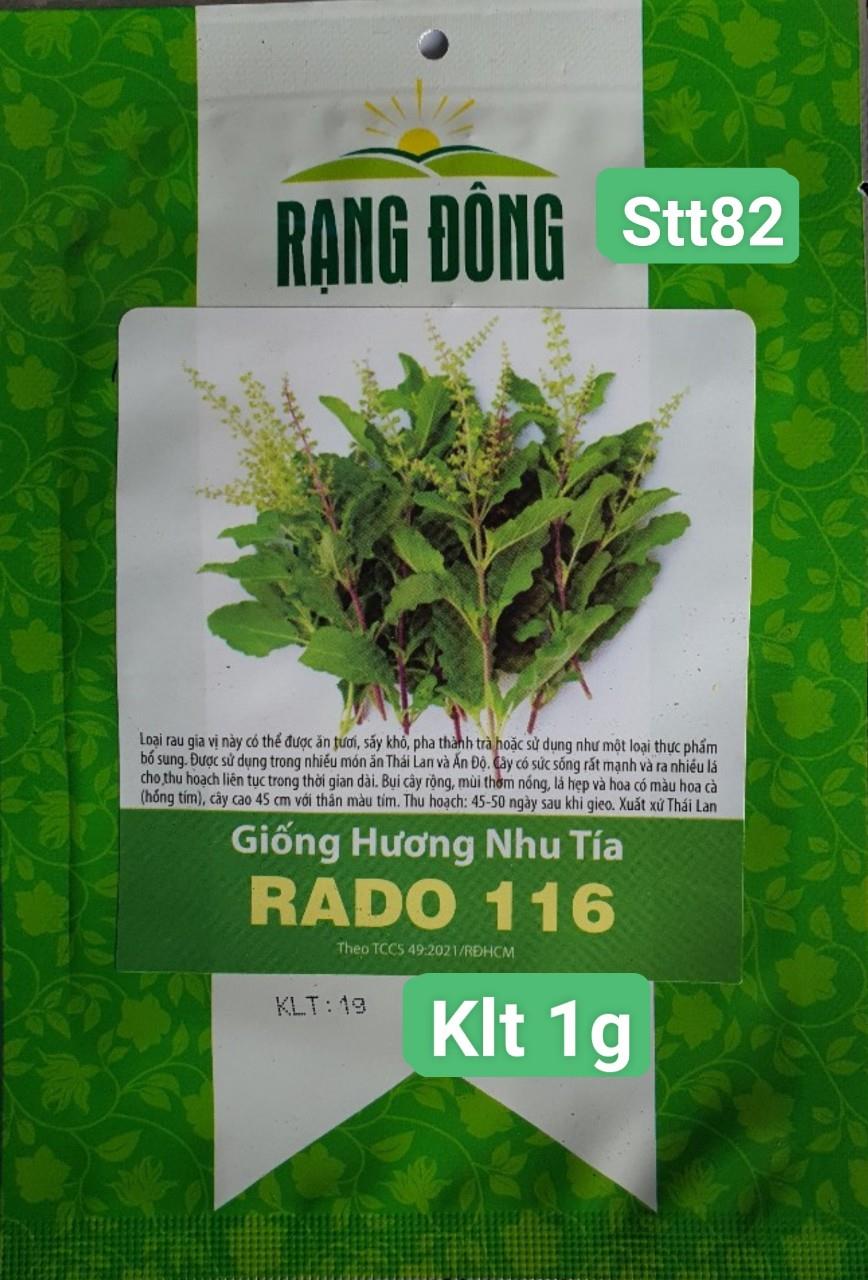 RẠNG ĐÔNG
Stt82
Loại rau gia vị này có thể được ăn tươi, sấy khô, pha thành trà hoặc sử dụng như một loại thực phẩm
bổ sung. Được sử dụng trong nhiều món ăn Thái Lan và Ấn Độ. Cây có sức sống rất mạnh và ra nhiều lá
cho thu hoạch liên tục trong thời gian dài. Bụi cây rộng, mùi thơm nồng, lá hẹp và hoa có màu hoa cà
(hồng tím), cây cao 45 cm với thân màu tím. Thu hoạch: 45-50 ngày sau khi gieo. Xuất xứ Thái Lan
Giống Hương Nhu Tía
RADO 116
Theo TCCS 49:2021/RĐHCM
KLT : 1g
Klt 1g